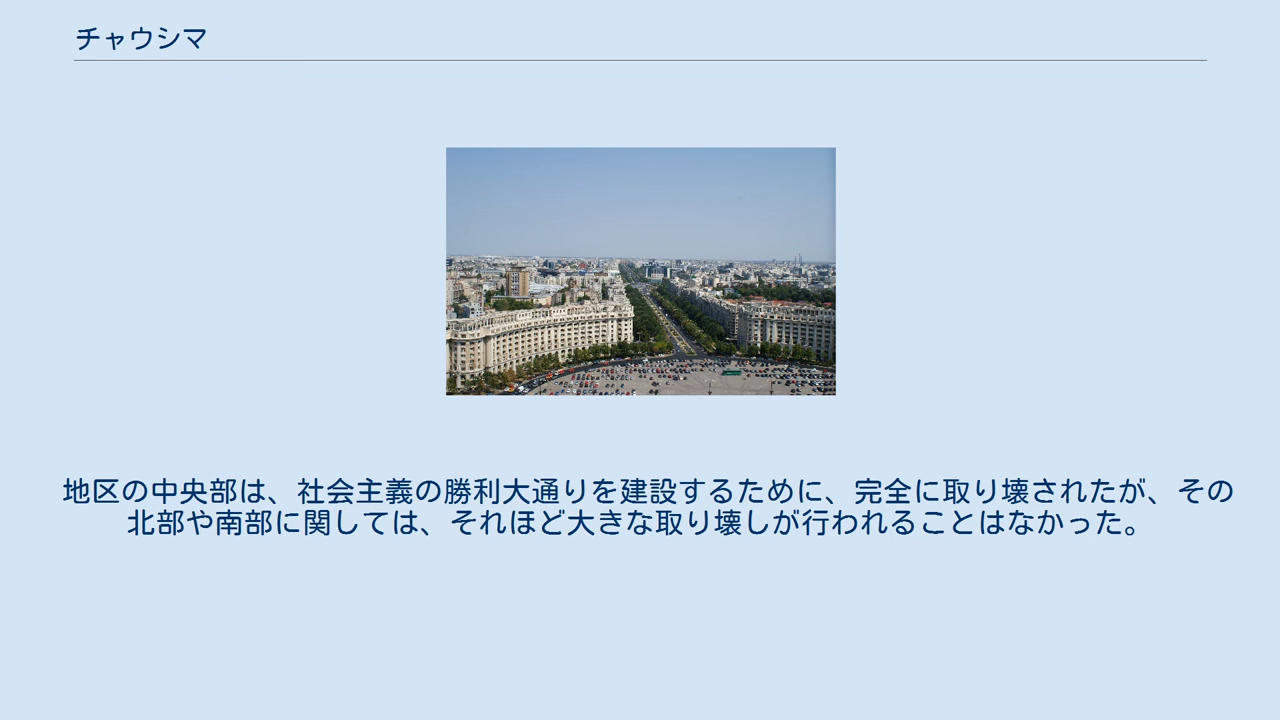 チャウシマ
地区の中央部は、社会主義の勝利大通りを建設するために、完全に取り壊されたが、その
北部や南部に関しては、それほど大きな取り壊しが行われることはなかった。